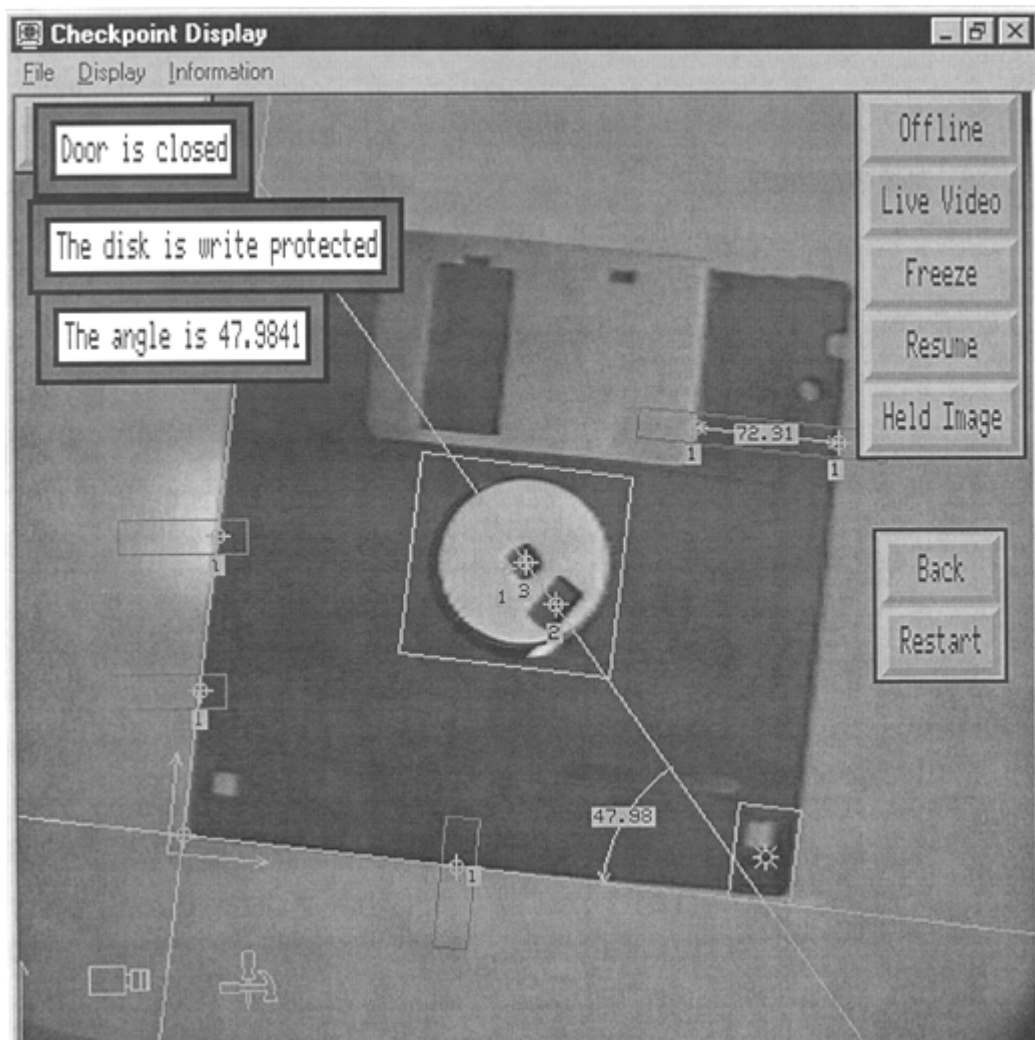 Checkpoint Display
File Display Information
Door is closed
The disk is write protected
The angle is 47.9841
Offline
Live Video
Freeze
Resume
Held Image
72.31
1
1
1
1 3
2
Back
Restart
1
47.98
1